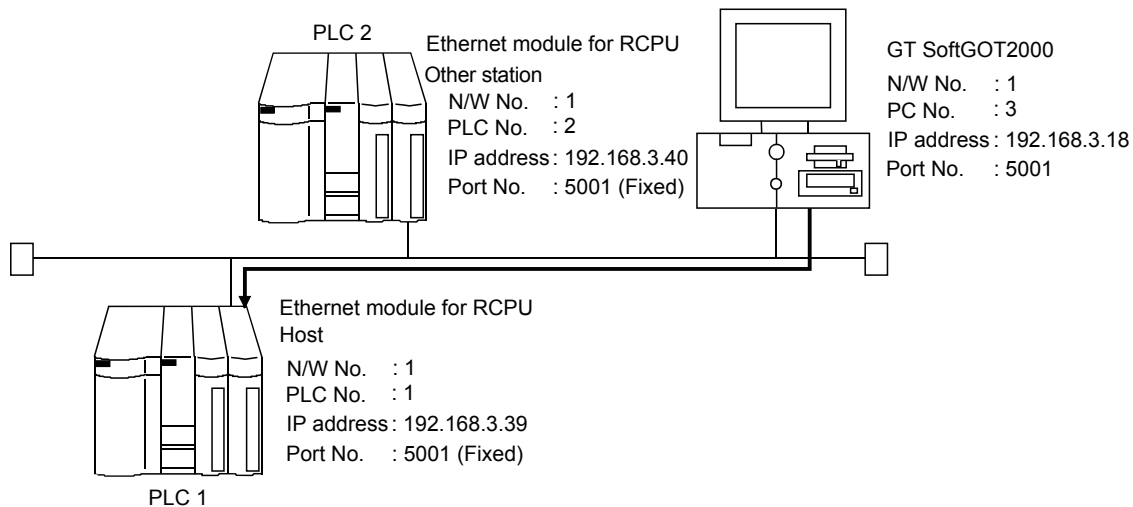 PLC 2
Ethernet module for RCPU
Other station
N/W No. : 1
PLC No. : 2
IP address : 192.168.3.40
Port No. : 5001 (Fixed)
GT SoftGOT2000
N/W No. : 1
PC No. : 3
IP address : 192.168.3.18
Port No. : 5001
Ethernet module for RCPU
Host
N/W No. : 1
PLC No. : 1
IP address : 192.168.3.39
Port No. : 5001 (Fixed)
PLC 1